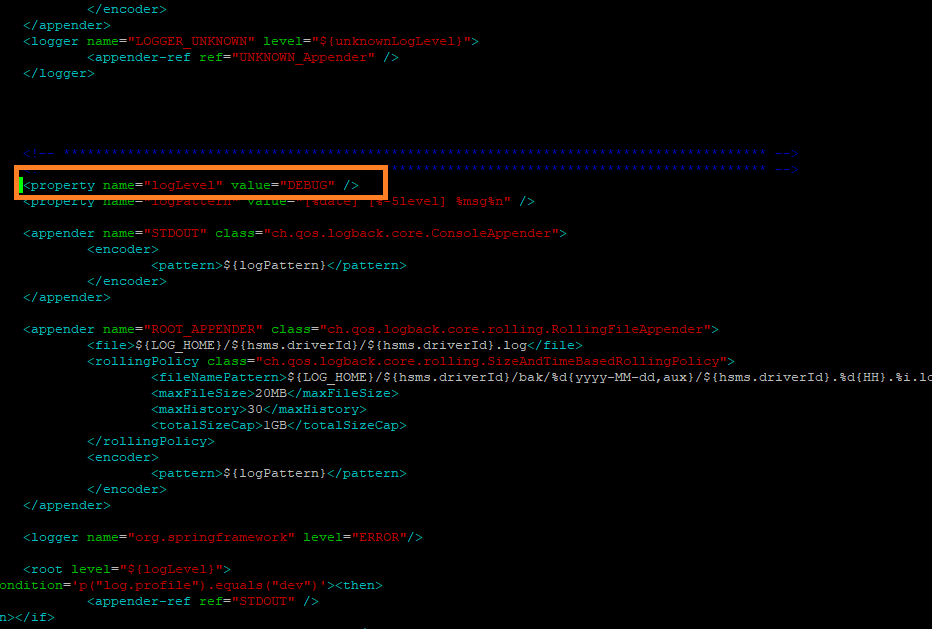 </encoder>
</appender>
<logger name="LOGGER_UNKNOWN" level="${unknownLogLevel}">
<appender-ref ref="UNKNOWN_Appender" />
</logger>
<!-- **************************************************************************************** -->
**************************************************************************************** -->
<property name="logLevel" value="DEBUG" />
<property name="logPattern" value="[%date] [%-5level] %msg%n" />
<appender name="STDOUT" class="ch.qos.logback.core.ConsoleAppender">
<encoder>
<pattern>${logPattern}</pattern>
</encoder>
</appender>
<appender name="ROOT_APPENDER" class="ch.qos.logback.core.rolling.RollingFileAppender">
<file>${LOG_HOME}/${hsms.driverId}/${hsms.driverId}.log</file>
<rollingPolicy class="ch.qos.logback.core.rolling.SizeAndTimeBasedRollingPolicy">
<fileNamePattern>${LOG_HOME}/${hsms.driverId}/bak/%d{yyyy-MM-dd,aux}/${hsms.driverId}.%d{HH}.%i.lo
<maxFileSize>20MB</maxFileSize>
<maxHistory>30</maxHistory>
<totalSizeCap>1GB</totalSizeCap>
</rollingPolicy>
<encoder>
<pattern>${logPattern}</pattern>
</encoder>
</appender>
<logger name="org.springframework" level="ERROR"/>
<root level="${logLevel}">
ondition='p("log.profile").equals("dev")'><then>
<appender-ref ref="STDOUT" />
n></if>